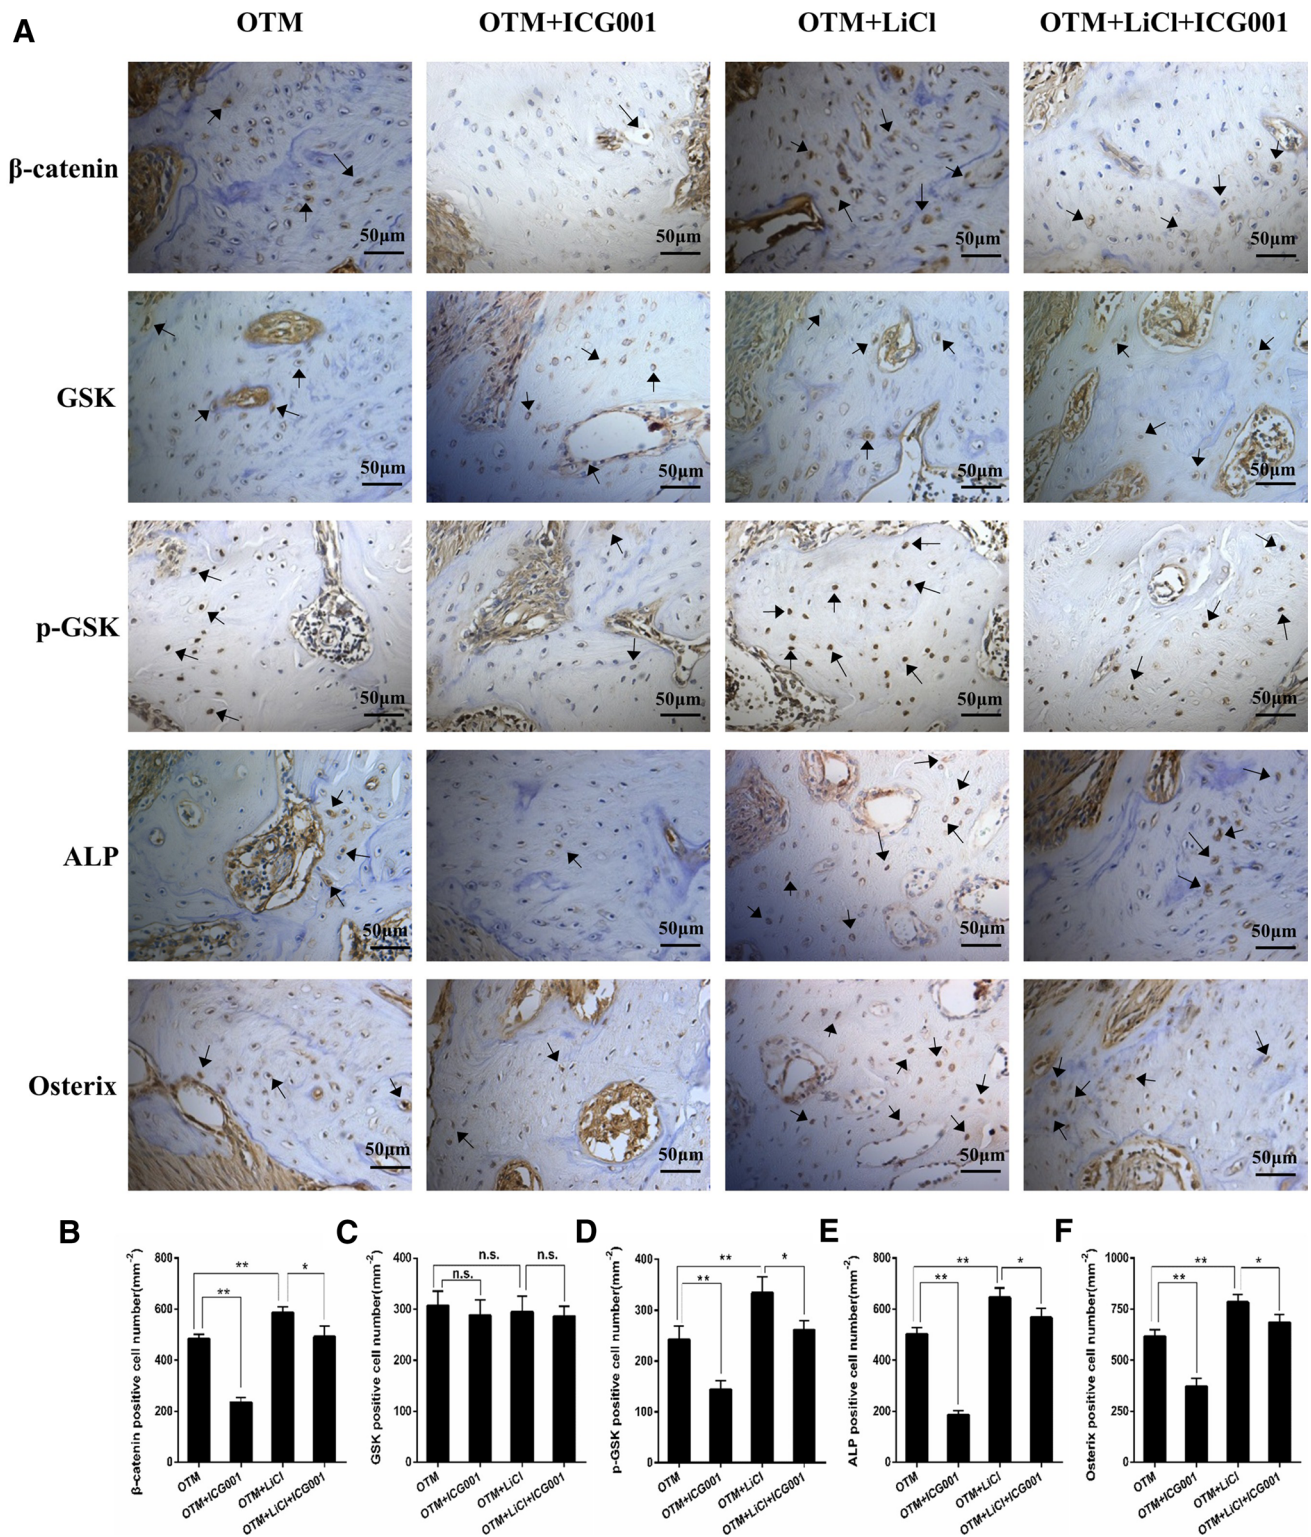 A
OTM
OTM+ICG001
OTM+LiCl
OTM+LiCl+ICG001
β-catenin
50μm
50μm
50μm
50μm
GSK
50μm
50μm
50μm
50μm
p-GSK
50μm
50μm
50μm
50μm
ALP
50μm
50μm
50μm
50μm
Osterix
50μm
50μm
50μm
50μm
B
β-catenin positive cell number(mm⁻²)
800
600
400
200
0
**
**
*
OTM
OTM+ICG001
OTM+LiCl
OTM+LiCl+ICG001
C
GSK positive cell number(mm⁻²)
400
300
200
100
0
n.s.
n.s.
n.s.
OTM
OTM+ICG001
OTM+LiCl
OTM+LiCl+ICG001
D
p-GSK positive cell number(mm⁻²)
400
300
200
100
0
**
**
*
OTM
OTM+ICG001
OTM+LiCl
OTM+LiCl+ICG001
E
ALP positive cell number(mm⁻²)
800
600
400
200
0
**
**
*
OTM
OTM+ICG001
OTM+LiCl
OTM+LiCl+ICG001
F
Osterix positive cell number(mm⁻²)
1000
750
500
250
0
**
**
*
OTM
OTM+ICG001
OTM+LiCl
OTM+LiCl+ICG001